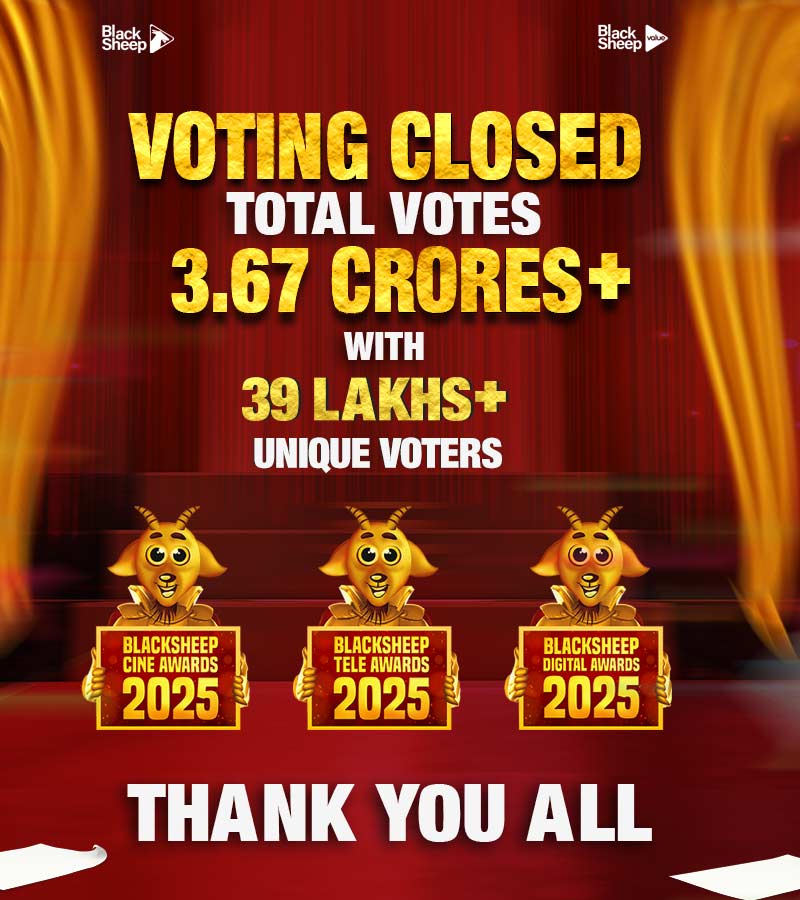 Black
Sheep
Black
Sheep
value
VOTING CLOSED
TOTAL VOTES
3.67 CRORES+
WITH
39 LAKHS+
UNIQUE VOTERS
BLACKSHEEP
CINE AWARDS
2025
BLACKSHEEP
TELE AWARDS
2025
BLACKSHEEP
DIGITAL AWARDS
2025
THANK YOU ALL